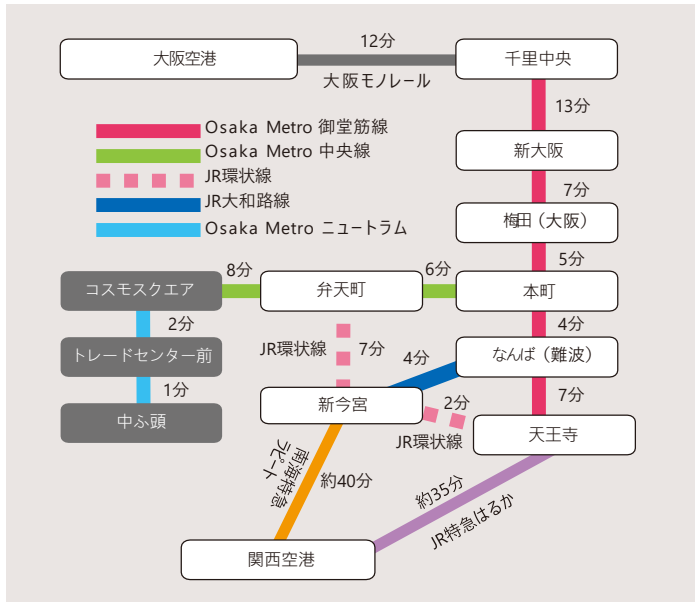 12分
大阪空港
千里中央
大阪モノレール
13分
Osaka Metro 御堂筋線
Osaka Metro 中央線
JR環状線
JR大和路線
Osaka Metro ニュートラム
新大阪
7分
梅田（大阪）
5分
8分
6分
コスモスクエア
弁天町
本町
2分
4分
JR環状線
7分
トレードセンター前
4分
なんば（難波）
1分
2分
7分
中ふ頭
新今宮
JR環状線
天王寺
南海特急
ラピート
約40分
約35分
JR特急はるか
関西空港